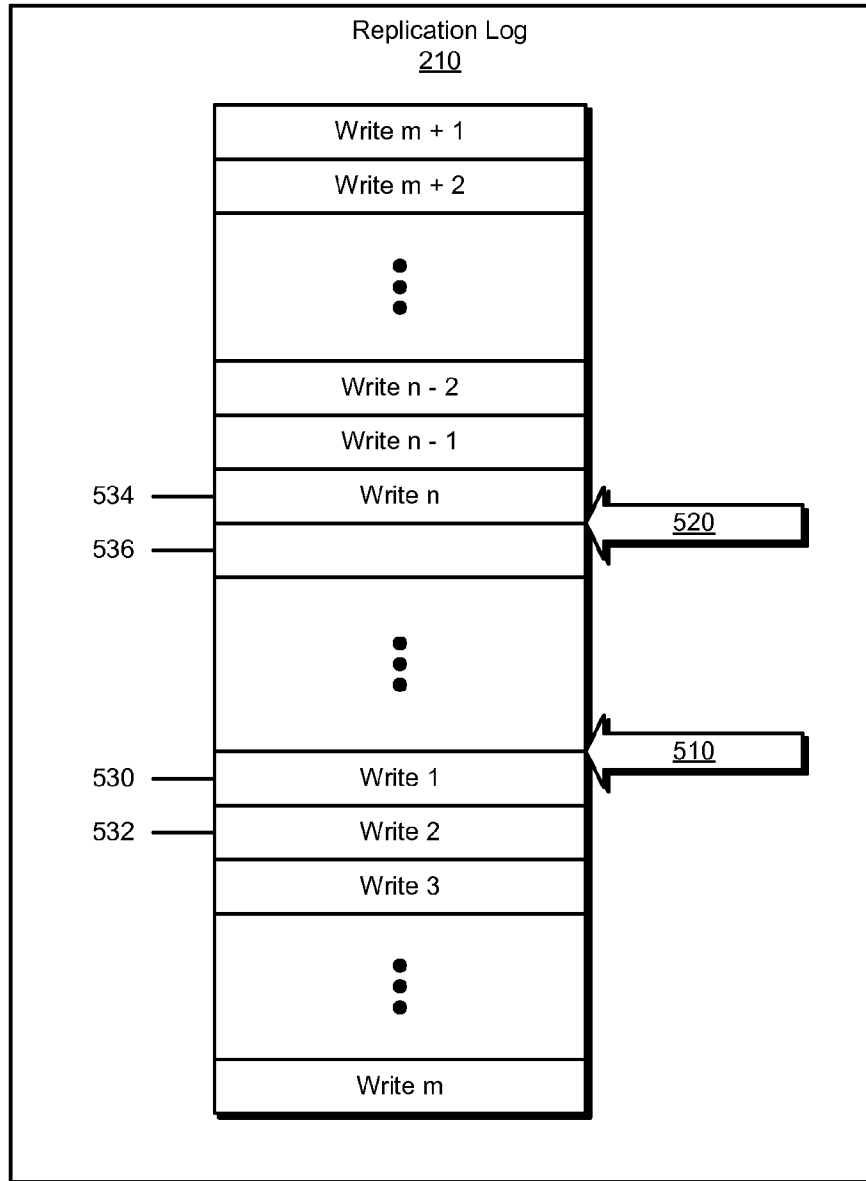 Replication Log
210
Write m + 1
Write m + 2
Write n - 2
Write n - 1
534
Write n
520
536
510
530
Write 1
532
Write 2
Write 3
Write m